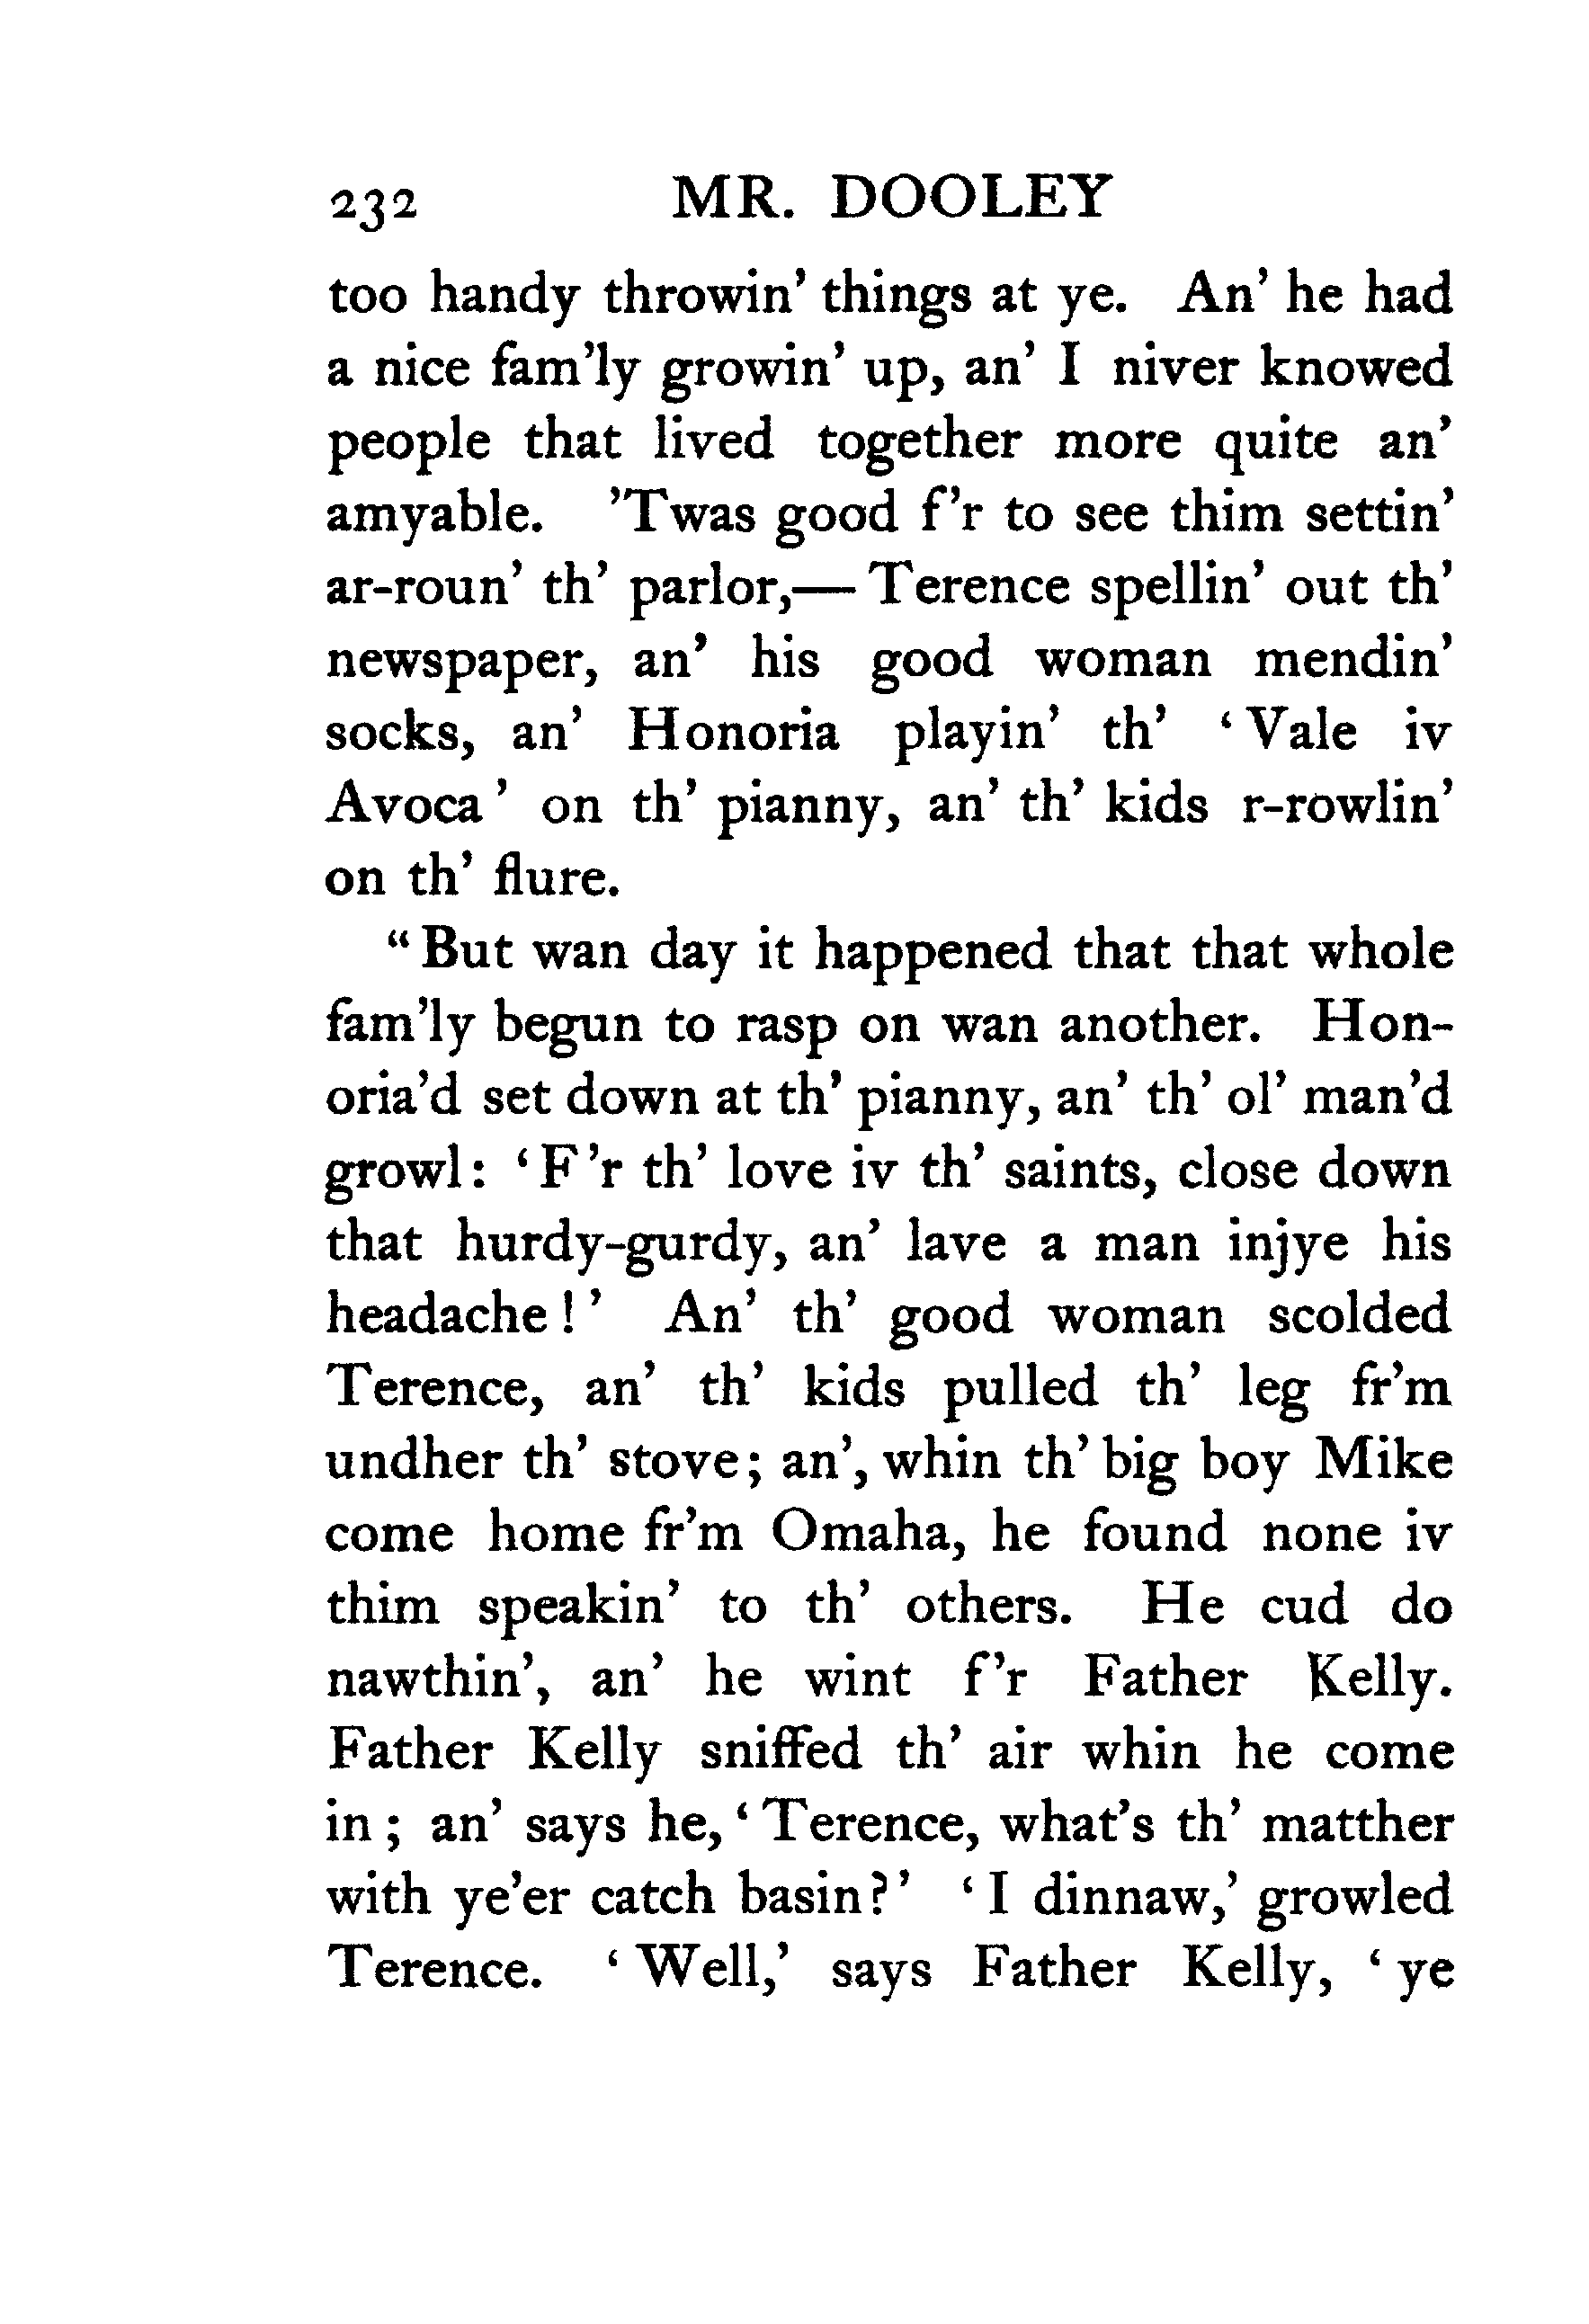 232 MR. DOOLEY
too handy throwin’ things at ye. An’ he had
a nice fam’ly growin’ up, an’ I niver knowed
people that lived together more quite an’
amyable. ’Twas good f’r to see thim settin’
ar-roun’ th’ parlor,— Terence spellin’ out th’
newspaper, an’ his good woman mendin’
socks, an’ Honoria playin’ th’ ‘Vale iv
Avoca’ on th’ pianny, an’ th’ kids r-rowlin’
on th’ flure.
“But wan day it happened that that whole
fam’ly begun to rasp on wan another. Hon-
oria’d set down at th’ pianny, an’ th’ ol’ man’d
growl: ‘F’r th’ love iv th’ saints, close down
that hurdy-gurdy, an’ lave a man injye his
headache!’ An’ th’ good woman scolded
Terence, an’ th’ kids pulled th’ leg fr’m
undher th’ stove; an’, whin th’ big boy Mike
come home fr’m Omaha, he found none iv
thim speakin’ to th’ others. He cud do
nawthin’, an’ he wint f’r Father Kelly.
Father Kelly sniffed th’ air whin he come
in; an’ says he, ‘Terence, what’s th’ matther
with ye’er catch basin?’ ‘I dinnaw,’ growled
Terence. ‘Well,’ says Father Kelly, ‘ye